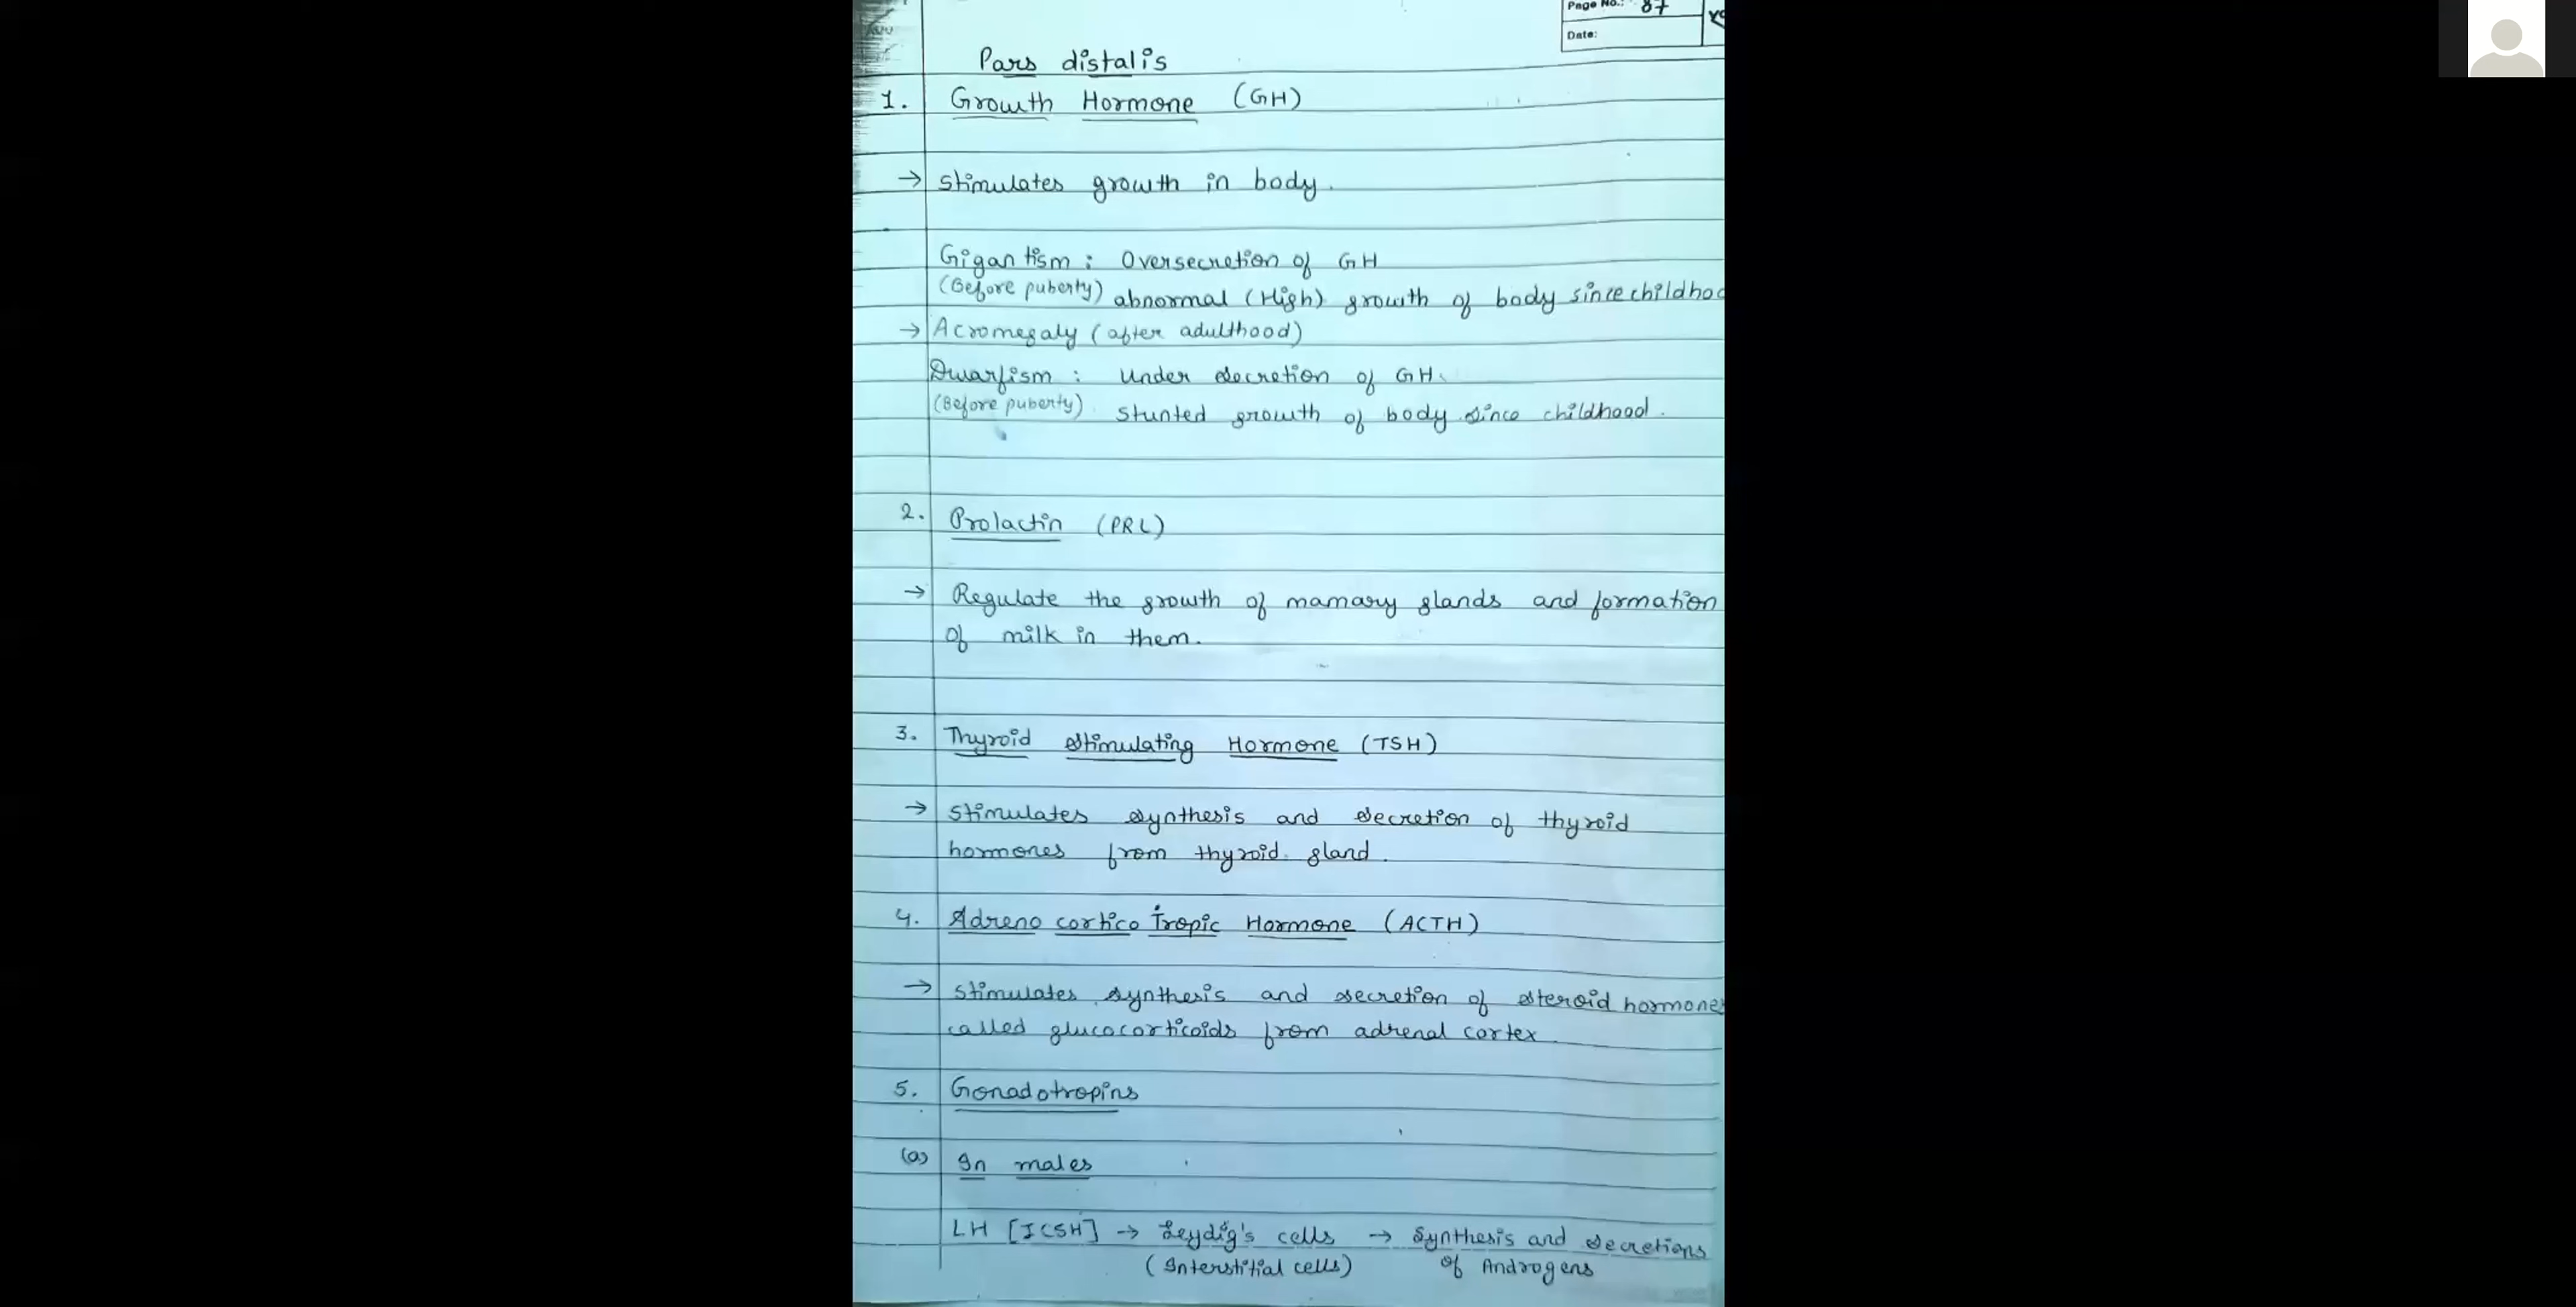 Page No.: 87
Date:
Pars distalis
1. Growth Hormone (GH)
→ Stimulates growth in body.
Gigantism : Oversecretion of GH
(Before puberty) abnormal (High) growth of body since childhoo
→ Acromegaly (after adulthood)
Dwarfism : Under secretion of GH.
(Before puberty) Stunted growth of body since childhood.
2. Prolactin (PRL)
→ Regulate the growth of mamary glands and formation
of milk in them.
3. Thyroid Stimulating Hormone (TSH)
→ Stimulates synthesis and secretion of thyroid
hormones from thyroid gland.
4. Adreno cortico Tropic Hormone (ACTH)
→ Stimulates synthesis and secretion of steroid hormones
called glucocorticoids from adrenal cortex.
5. Gonadotropins
(a) In males
LH [ICSH] → Leydig's cells → Synthesis and secretions
(Interstitial cells) of Androgens